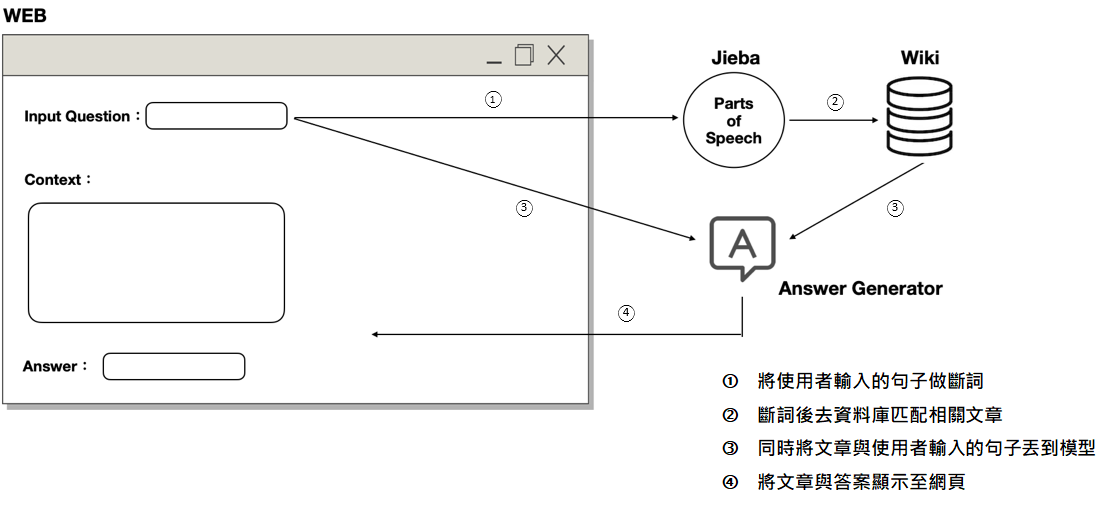 WEB
Input Question：
Context：
Answer：
①
③
④
Jieba
Parts
of
Speech
②
Wiki
③
A
Answer Generator
① 將使用者輸入的句子做斷詞
② 斷詞後去資料庫匹配相關文章
③ 同時將文章與使用者輸入的句子丟到模型
④ 將文章與答案顯示至網頁